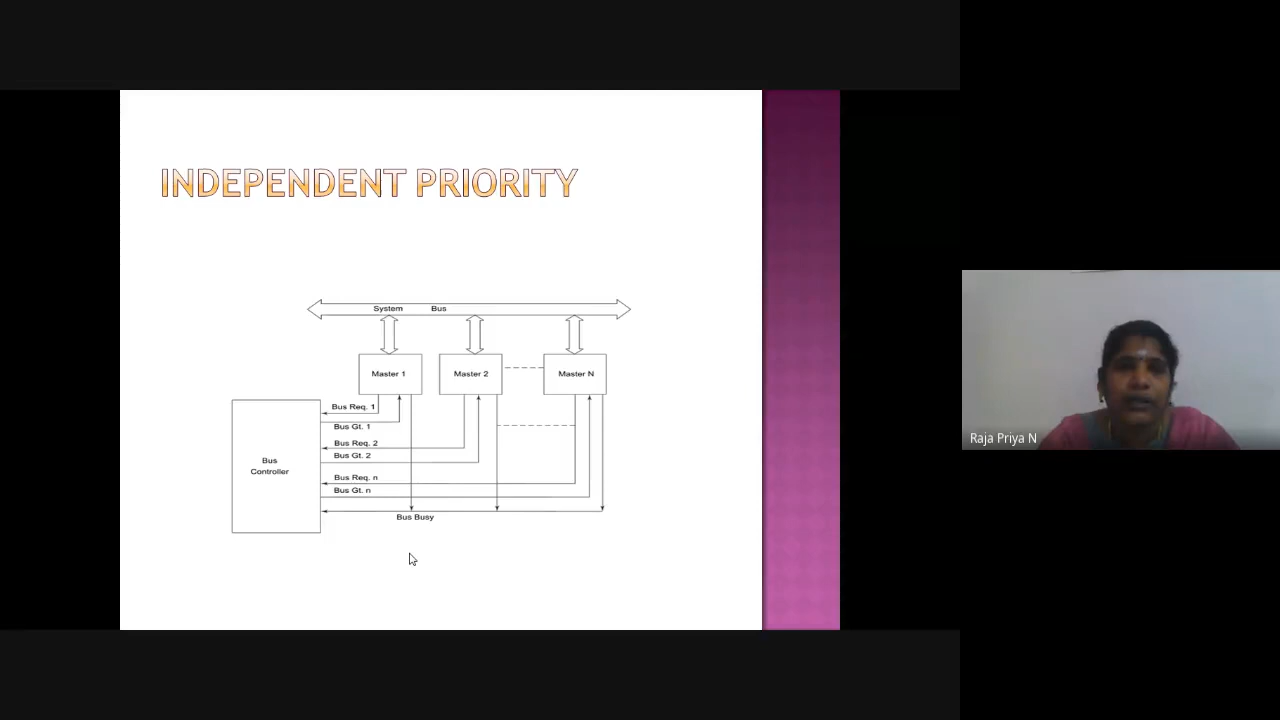 INDEPENDENT PRIORITY
System Bus
Master 1
Master 2
Master N
Bus Req. 1
Bus Gt. 1
Bus Req. 2
Bus Gt. 2
Bus
Controller
Bus Req. n
Bus Gt. n
Bus Busy
Raja Priya N